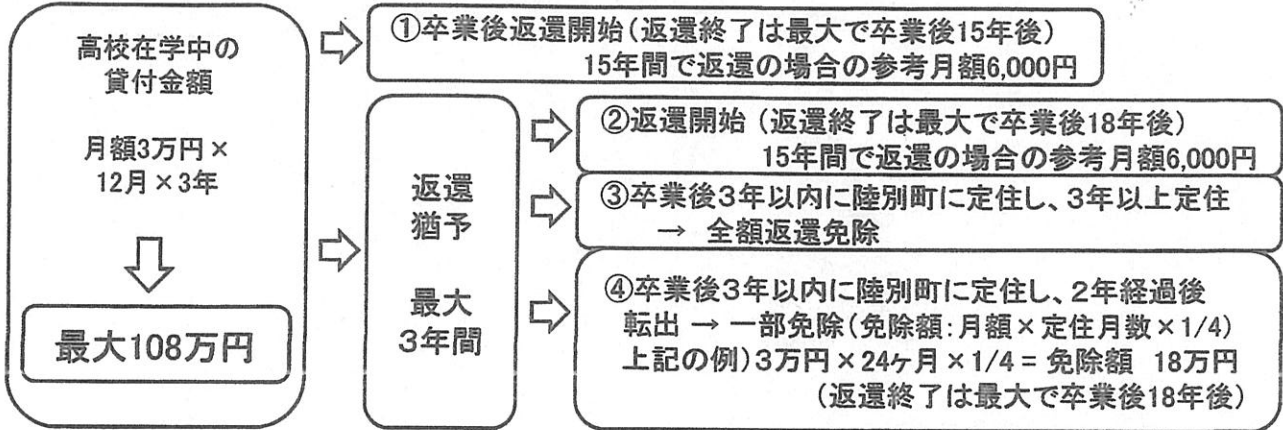 高校在学中の
貸付金額
月額3万円×
12月×3年
最大108万円
①卒業後返還開始(返還終了は最大で卒業後15年後)
15年間で返還の場合の参考月額6,000円
返還
猶予
最大
3年間
②返還開始 (返還終了は最大で卒業後18年後)
15年間で返還の場合の参考月額6,000円
③卒業後3年以内に陸別町に定住し、3年以上定住
→ 全額返還免除
④卒業後3年以内に陸別町に定住し、2年経過後
転出 → 一部免除(免除額:月額×定住月数×1/4)
上記の例)3万円×24ヶ月×1/4= 免除額 18万円
(返還終了は最大で卒業後18年後)